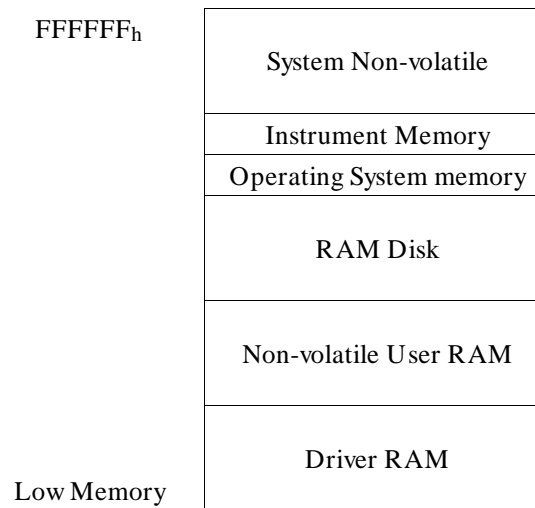 FFFFFFh
System Non-volatile
Instrument Memory
Operating System memory
RAM Disk
Non-volatile User RAM
Driver RAM
Low Memory